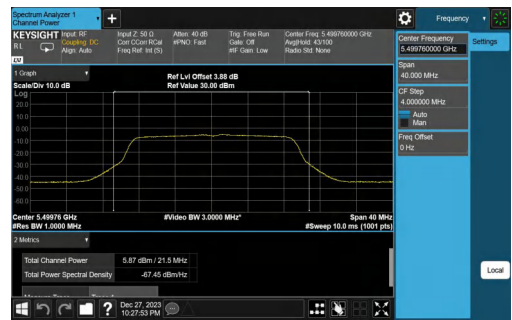 Spectrum Analyzer 1
Channel Power
+
Frequency
KEYSIGHT
RL
Input: RF
Coupling: DC
Align: Auto
Input Z: 50 Ω
Corr CCorr RCal
Freq Ref: Int (S)
Atten: 40 dB
#PNO: Fast
Trig: Free Run
Gate: Off
#IF Gain: Low
Center Freq: 5.499760000 GHz
Avg|Hold: 43/100
Radio Std: None
LW
Center Frequency
5.499760000 GHz
Settings
Span
40.000 MHz
CF Step
4.000000 MHz
Auto
Man
Freq Offset
0 Hz
1 Graph
Scale/Div 10.0 dB
Ref Lvl Offset 3.88 dB
Ref Value 30.00 dBm
Log
20.0
10.0
0.00
-10.0
-20.0
-30.0
-40.0
-50.0
-60.0
Center 5.49976 GHz
#Res BW 1.0000 MHz
#Video BW 3.0000 MHz*
Span 40 MHz
#Sweep 10.0 ms (1001 pts)
2 Metrics
Total Channel Power 5.87 dBm / 21.5 MHz
Total Power Spectral Density -67.45 dBm/Hz
Local
?
Dec 27, 2023
10:27:53 PM